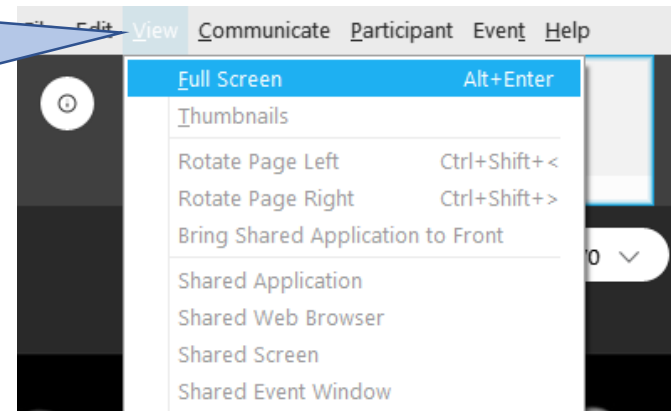 Edit View Communicate Participant Event Help
Full Screen Alt+Enter
Thumbnails
Rotate Page Left Ctrl+Shift+<
Rotate Page Right Ctrl+Shift+>
Bring Shared Application to Front
Shared Application
Shared Web Browser
Shared Screen
Shared Event Window